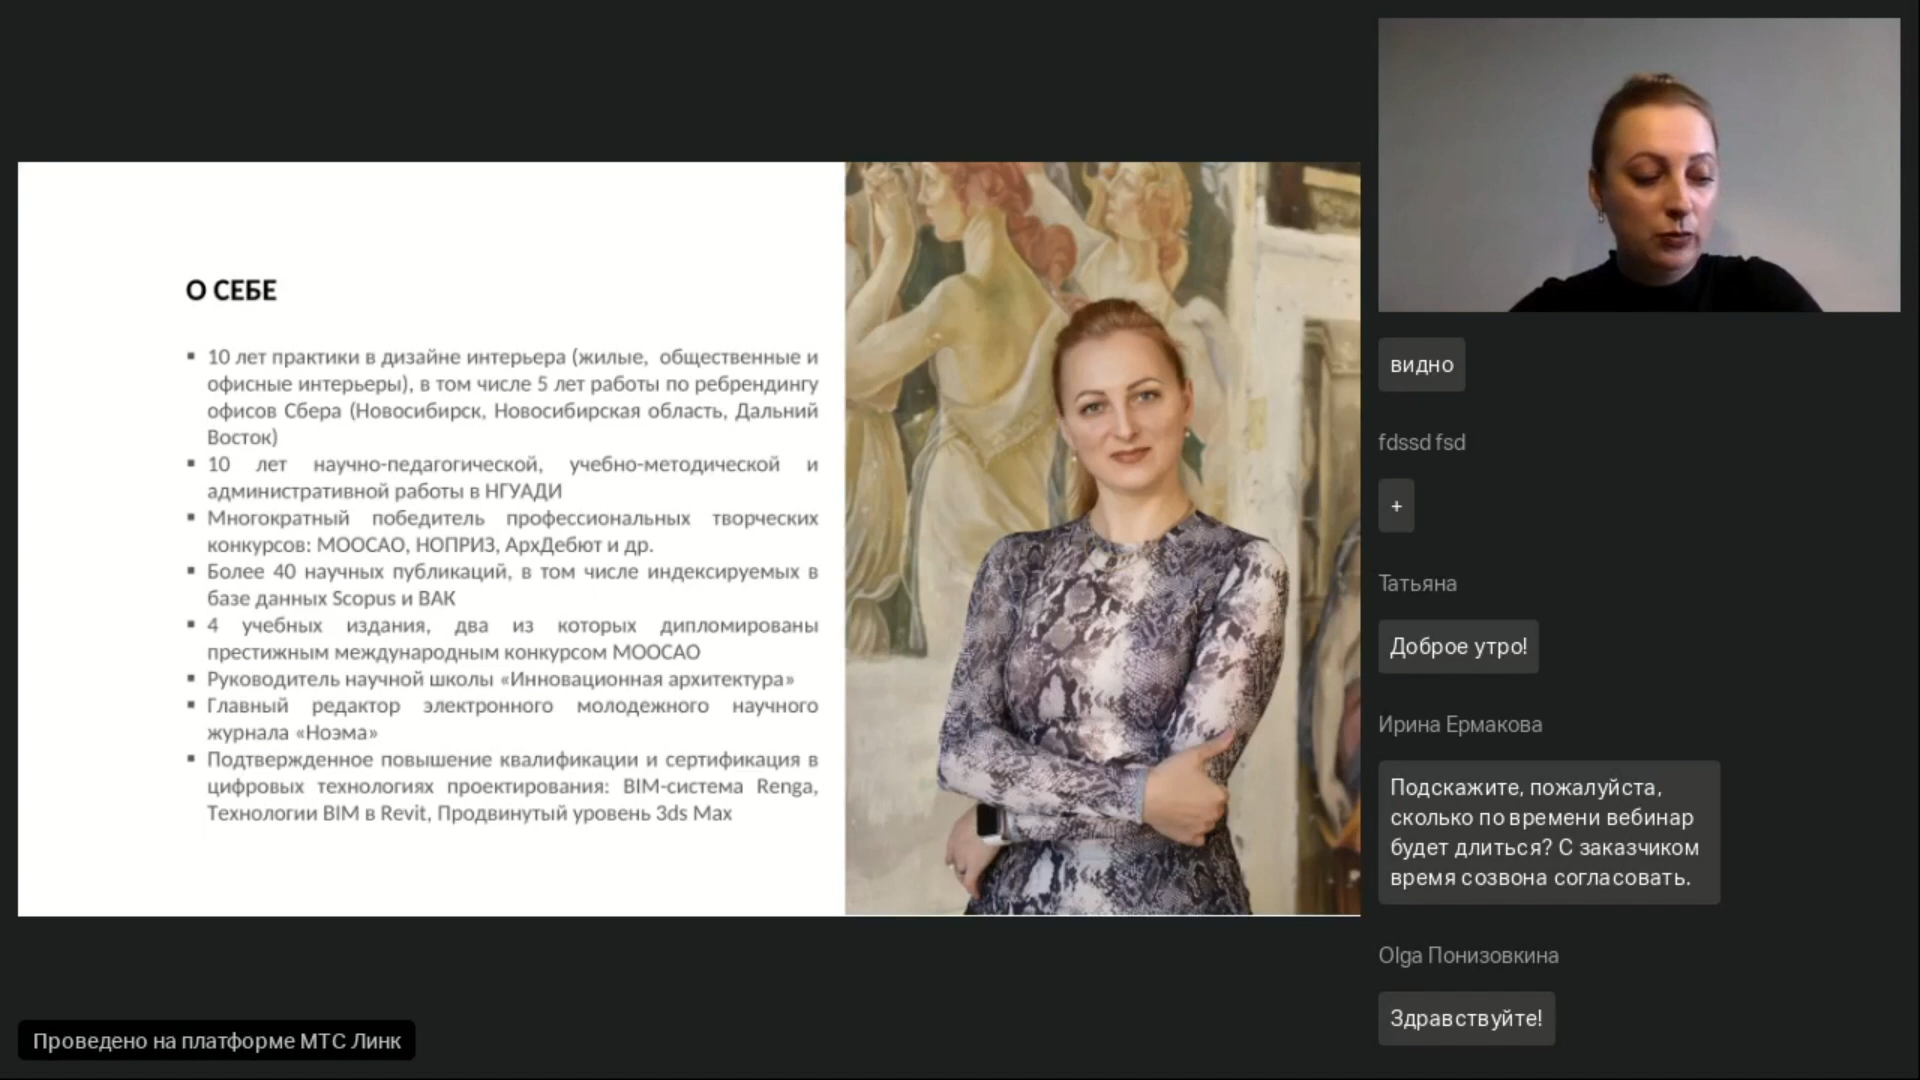 О СЕБЕ
▪ 10 лет практики в дизайне интерьера (жилые, общественные и
офисные интерьеры), в том числе 5 лет работы по ребрендингу
офисов Сбера (Новосибирск, Новосибирская область, Дальний
Восток)
▪ 10 лет научно-педагогической, учебно-методической и
административной работы в НГУАДИ
▪ Многократный победитель профессиональных творческих
конкурсов: МООСАО, НОПРИЗ, АрхДебют и др.
▪ Более 40 научных публикаций, в том числе индексируемых в
базе данных Scopus и ВАК
▪ 4 учебных издания, два из которых дипломированы
престижным международным конкурсом МООСАО
▪ Руководитель научной школы «Инновационная архитектура»
▪ Главный редактор электронного молодежного научного
журнала «Ноэма»
▪ Подтвержденное повышение квалификации и сертификация в
цифровых технологиях проектирования: BIM-система Renga,
Технологии BIM в Revit, Продвинутый уровень 3ds Max
видно
fdssd fsd
+
Татьяна
Доброе утро!
Ирина Ермакова
Подскажите, пожалуйста,
сколько по времени вебинар
будет длиться? С заказчиком
время созвона согласовать.
Olga Понизовкина
Здравствуйте!
Проведено на платформе МТС Линк